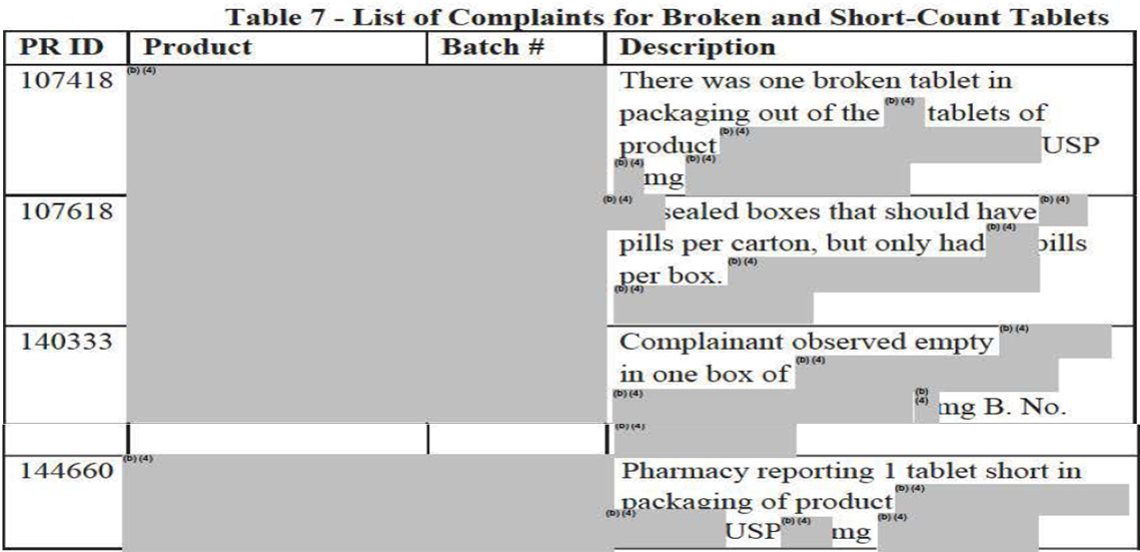 Table 7 - List of Complaints for Broken and Short-Count Tablets
PR ID Product Batch # Description
107418 (b) (4) There was one broken tablet in
packaging out of the (b) (4) tablets of
product (b) (4) USP
(b) (4) mg (b) (4)
107618 (b) (4) sealed boxes that should have (b) (4)
pills per carton, but only had (b) (4) pills
per box. (b) (4)
(b) (4)
140333 Complainant observed empty (b) (4)
in one box of (b) (4)
(b) (4) (b) (4) mg B. No.
(b) (4)
144660 (b) (4) Pharmacy reporting 1 tablet short in
packaging of product (b) (4)
(b) (4) USP (b) (4) mg (b) (4)